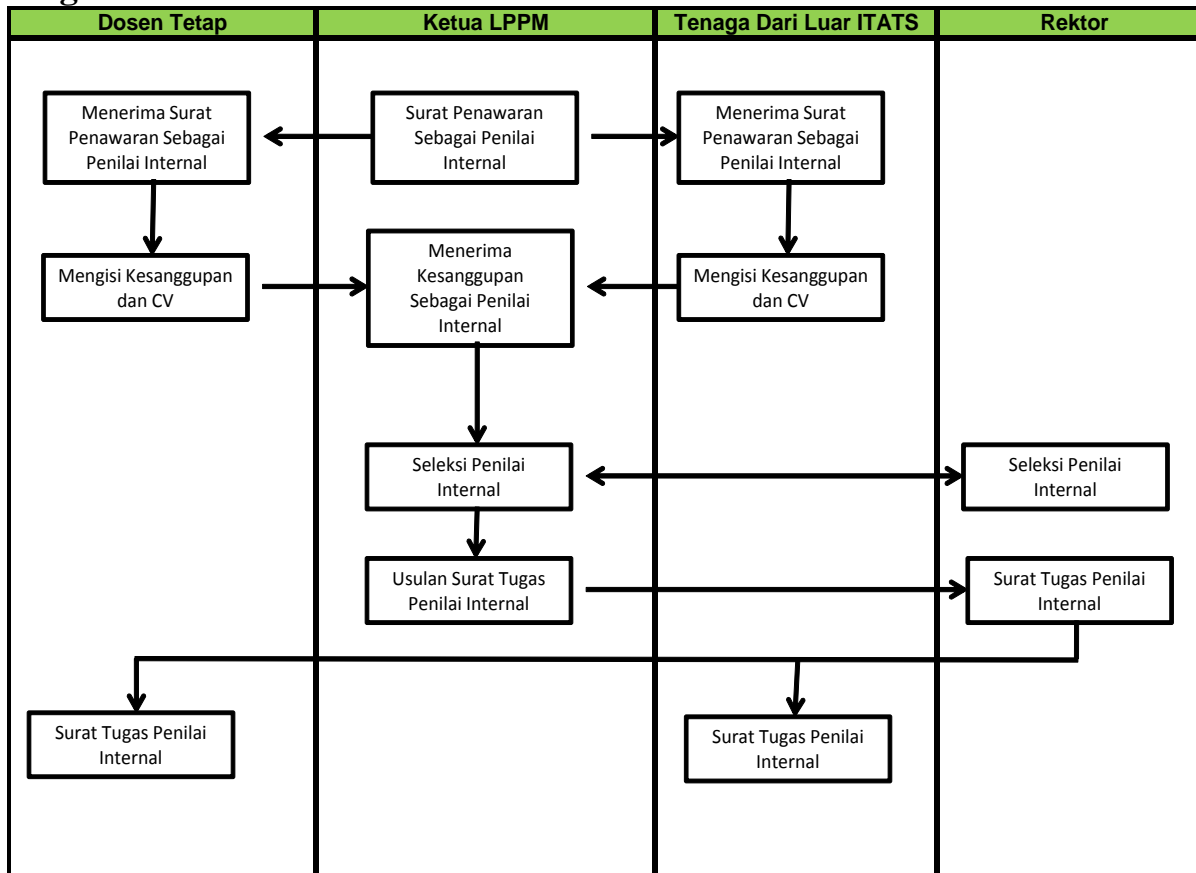 Dosen Tetap
Ketua LPPM
Tenaga Dari Luar ITATS
Rektor
Menerima Surat
Penawaran Sebagai
Penilai Internal
Surat Penawaran
Sebagai Penilai
Internal
Menerima Surat
Penawaran Sebagai
Penilai Internal
Mengisi Kesanggupan
dan CV
Menerima
Kesanggupan
Sebagai Penilai
Internal
Mengisi Kesanggupan
dan CV
Seleksi Penilai
Internal
Seleksi Penilai
Internal
Usulan Surat Tugas
Penilai Internal
Surat Tugas Penilai
Internal
Surat Tugas Penilai
Internal
Surat Tugas Penilai
Internal